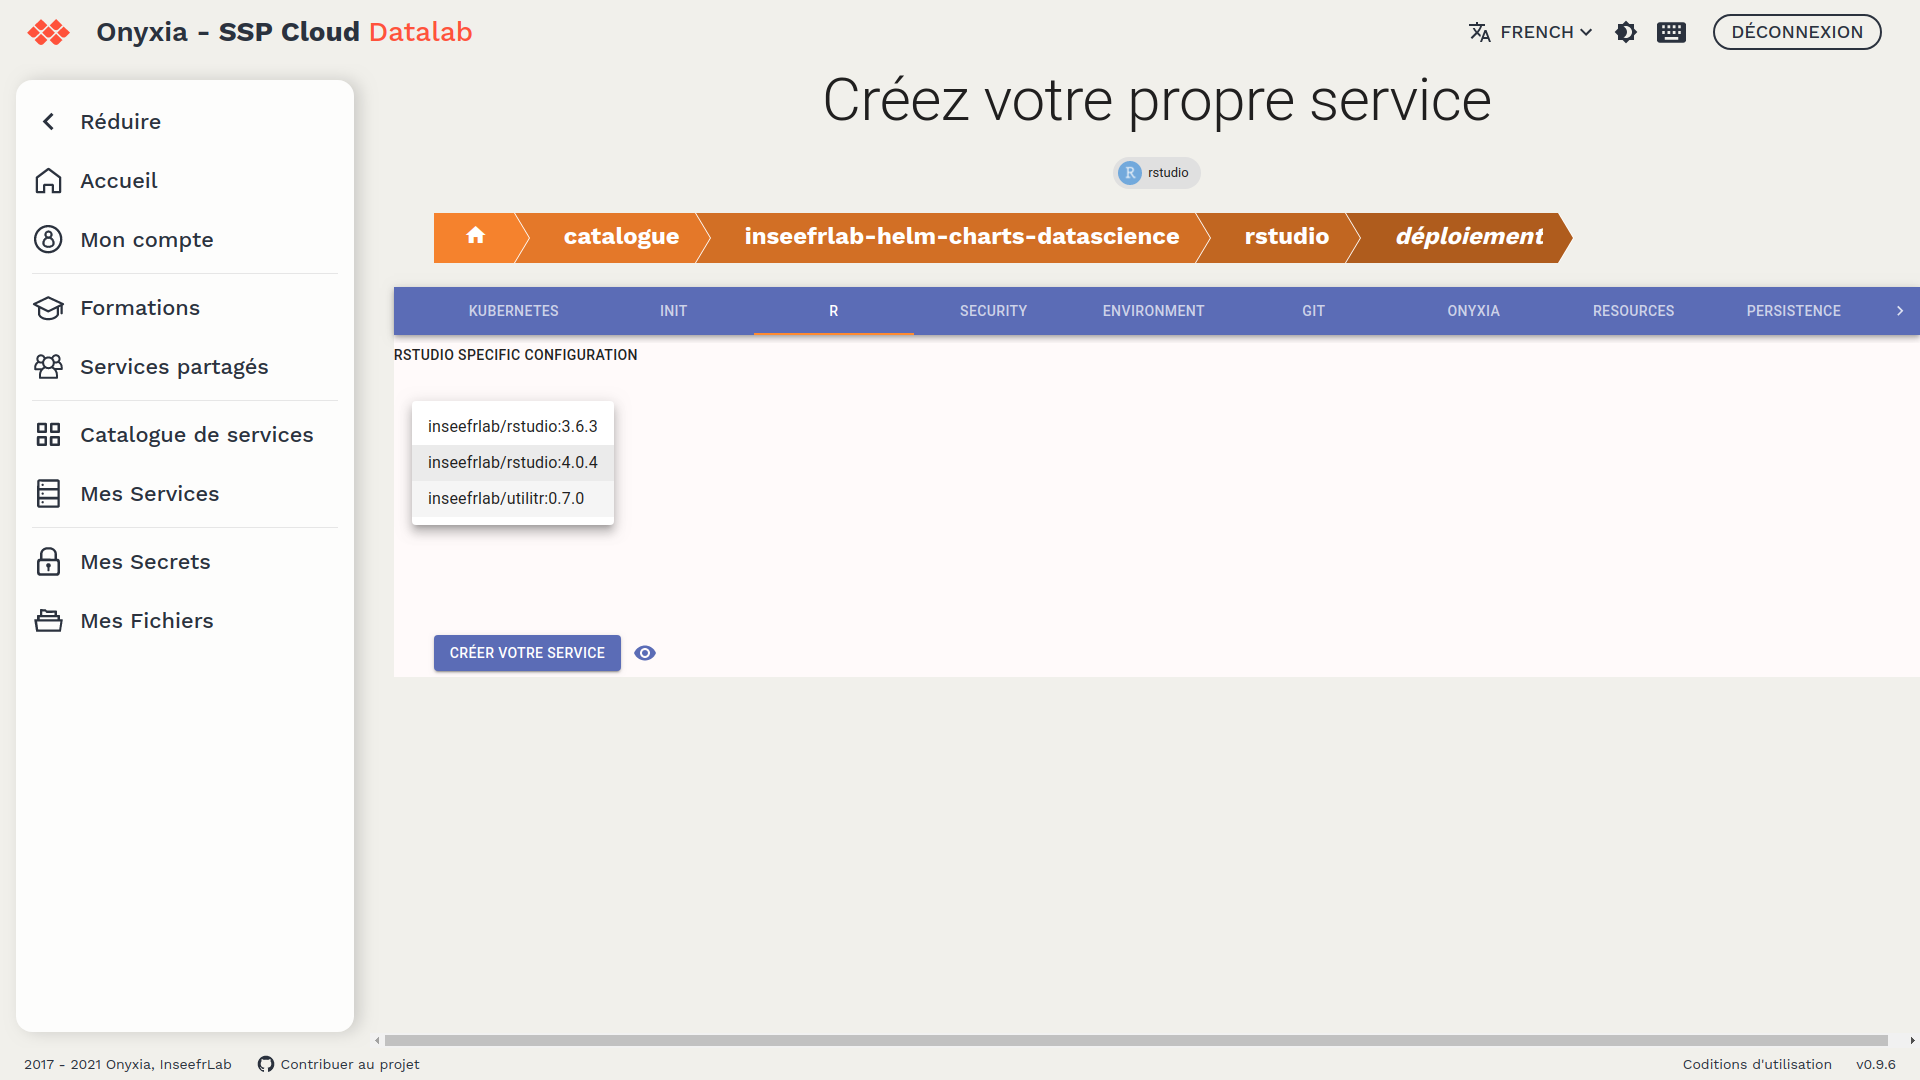 Onyxia - SSP Cloud Datalab
FRENCH
DÉCONNEXION
Réduire
Accueil
Mon compte
Formations
Services partagés
Catalogue de services
Mes Services
Mes Secrets
Mes Fichiers
Créez votre propre service
R rstudio
catalogue
inseefrlab-helm-charts-datascience
rstudio
déploiement
KUBERNETES
INIT
R
SECURITY
ENVIRONMENT
GIT
ONYXIA
RESOURCES
PERSISTENCE
RSTUDIO SPECIFIC CONFIGURATION
inseefrlab/rstudio:3.6.3
inseefrlab/rstudio:4.0.4
inseefrlab/utilitr:0.7.0
CRÉER VOTRE SERVICE
2017 - 2021 Onyxia, InseefrLab
Contribuer au projet
Coditions d'utilisation
v0.9.6